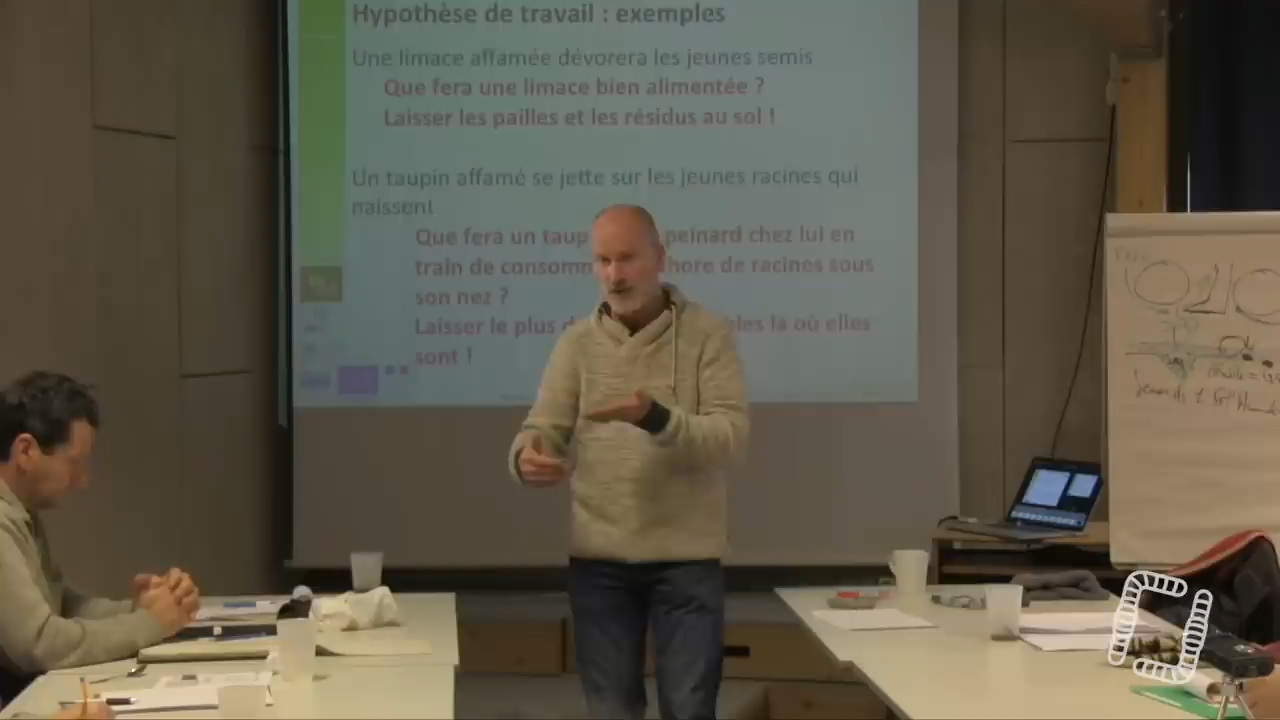 Hypothèse de travail : exemples
Une limace affamée dévorera les jeunes semis
Que fera une limace bien alimentée ?
Laisser les pailles et les résidus au sol !
Un taupin affamé se jette sur les jeunes racines qui
naissent
Que fera un taup peinard chez lui en
train de consomm hore de racines sous
son nez ?
Laisser le plus d bles là où elles
sont !